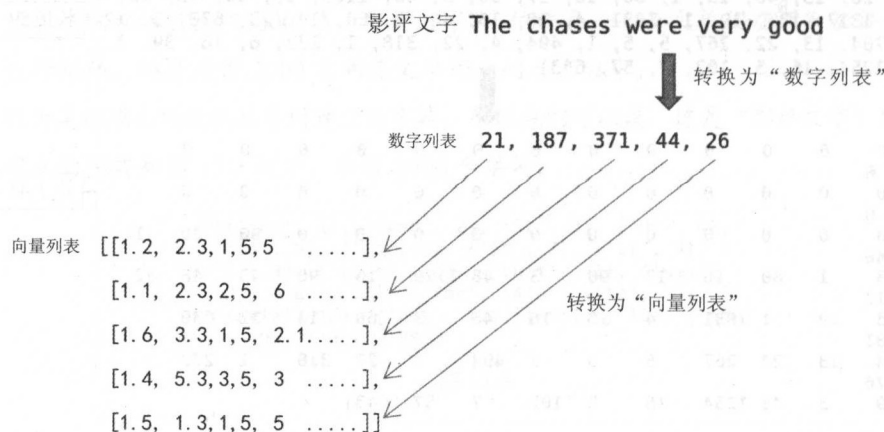 影评文字 The chases were very good
转换为“数字列表”
数字列表 21, 187, 371, 44, 26
向量列表 [[1.2, 2.3,1,5,5 .....],
[1.1, 2.3,2,5, 6 .....],
转换为“向量列表”
[1.6, 3.3,1,5, 2.1.....],
[1.4, 5.3,3,5, 3 .....],
[1.5, 1.3,1,5, 5 .....]]